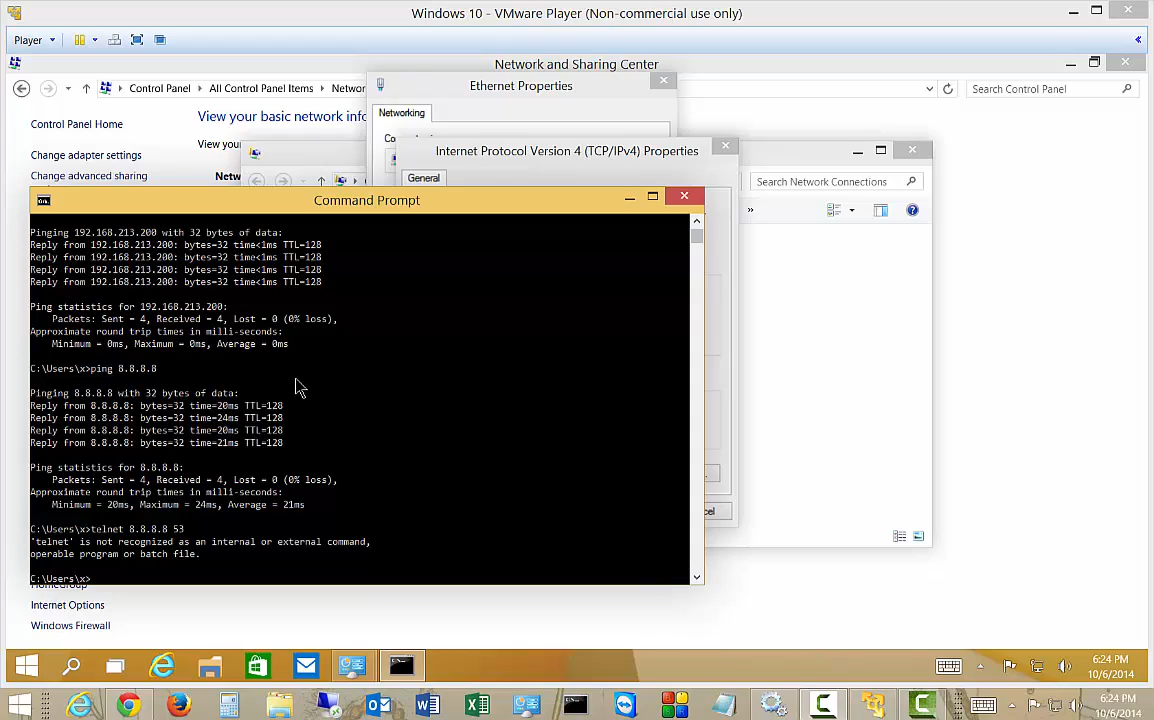 Windows 10 - VMware Player (Non-commercial use only)
Player
Network and Sharing Center
Control Panel
All Control Panel Items
Networ
Search Control Panel
Ethernet Properties
Networking
Control Panel Home
View your basic network info
View your
Change adapter settings
Change advanced sharing
Netw
Internet Protocol Version 4 (TCP/IPv4) Properties
General
Search Network Connections
Command Prompt
Pinging 192.168.213.200 with 32 bytes of data:
Reply from 192.168.213.200: bytes=32 time<1ms TTL=128
Reply from 192.168.213.200: bytes=32 time<1ms TTL=128
Reply from 192.168.213.200: bytes=32 time<1ms TTL=128
Reply from 192.168.213.200: bytes=32 time<1ms TTL=128
Ping statistics for 192.168.213.200:
Packets: Sent = 4, Received = 4, Lost = 0 (0% loss),
Approximate round trip times in milli-seconds:
Minimum = 0ms, Maximum = 0ms, Average = 0ms
C:\Users\x>ping 8.8.8.8
Pinging 8.8.8.8 with 32 bytes of data:
Reply from 8.8.8.8: bytes=32 time=20ms TTL=128
Reply from 8.8.8.8: bytes=32 time=24ms TTL=128
Reply from 8.8.8.8: bytes=32 time=20ms TTL=128
Reply from 8.8.8.8: bytes=32 time=21ms TTL=128
Ping statistics for 8.8.8.8:
Packets: Sent = 4, Received = 4, Lost = 0 (0% loss),
Approximate round trip times in milli-seconds:
Minimum = 20ms, Maximum = 24ms, Average = 21ms
C:\Users\x>telnet 8.8.8.8 53
'telnet' is not recognized as an internal or external command,
operable program or batch file.
C:\Users\x>
HomeGroup
Internet Options
Windows Firewall
6:24 PM
10/6/2014
6:24 PM
10/6/2014